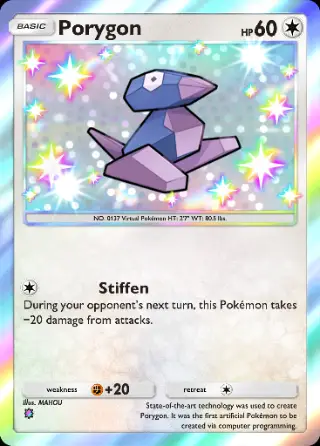 BASIC Porygon HP60
NO. 0137 Virtual Pokémon HT: 2'7" WT: 80.5 lbs.
Stiffen
During your opponent's next turn, this Pokémon takes
−20 damage from attacks.
weakness +20 retreat
Illus. MAHOU
State-of-the-art technology was used to create
Porygon. It was the first artificial Pokémon to be
created via computer programming.